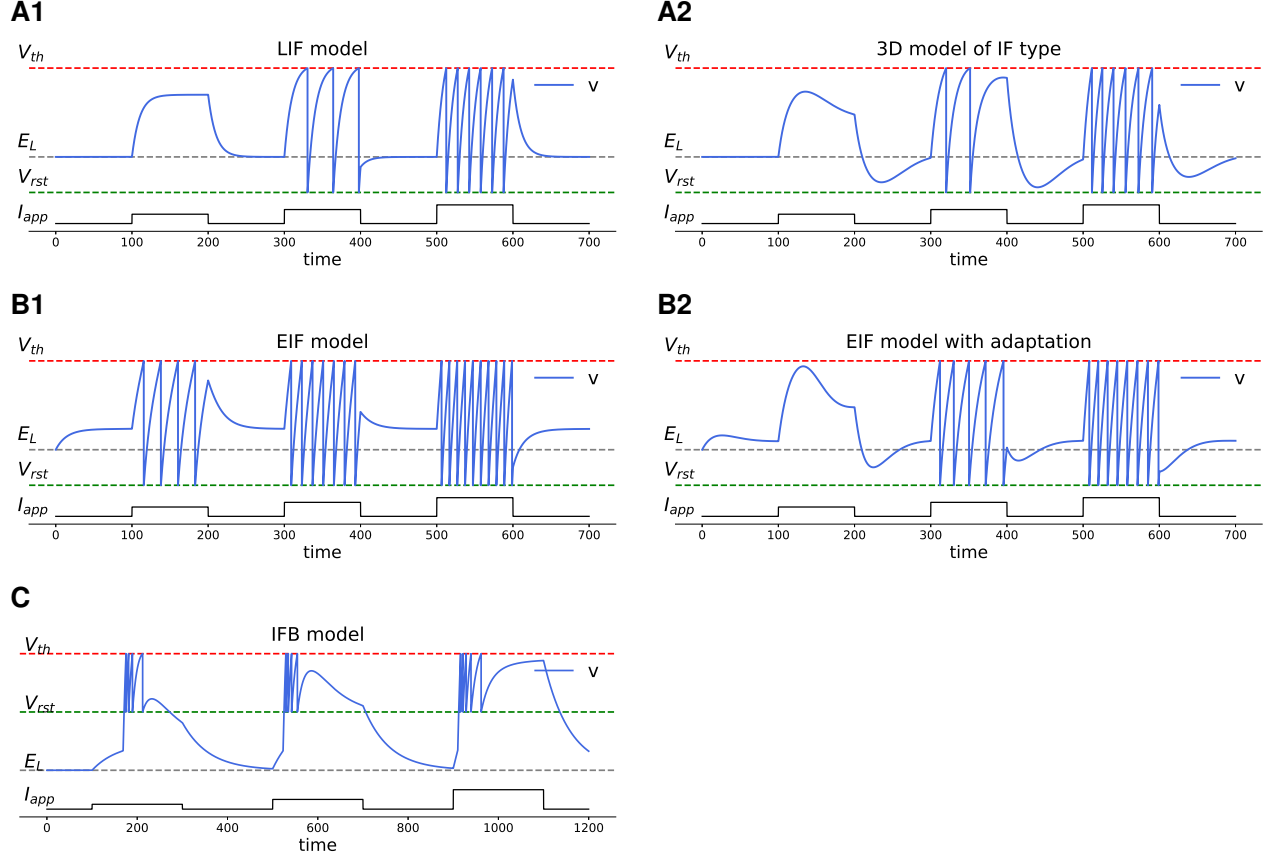 A1
LIF model
V_th
v
E_L
V_rst
I_app
0 100 200 300 400 500 600 700
time
A2
3D model of IF type
V_th
v
E_L
V_rst
I_app
0 100 200 300 400 500 600 700
time
B1
EIF model
V_th
v
E_L
V_rst
I_app
0 100 200 300 400 500 600 700
time
B2
EIF model with adaptation
V_th
v
E_L
V_rst
I_app
0 100 200 300 400 500 600 700
time
C
IFB model
V_th
v
V_rst
E_L
I_app
0 200 400 600 800 1000 1200
time